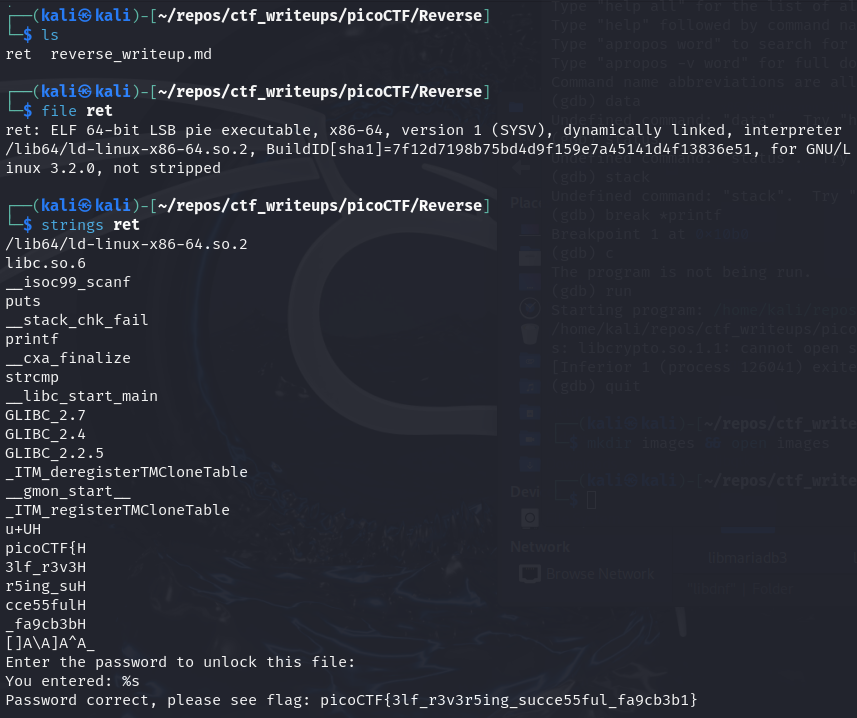 ┌──(kali㉿kali)-[~/repos/ctf_writeups/picoCTF/Reverse]
└─$ ls
ret  reverse_writeup.md
┌──(kali㉿kali)-[~/repos/ctf_writeups/picoCTF/Reverse]
└─$ file ret
ret: ELF 64-bit LSB pie executable, x86-64, version 1 (SYSV), dynamically linked, interpreter
/lib64/ld-linux-x86-64.so.2, BuildID[sha1]=7f12d7198b75bd4d9f159e7a45141d4f13836e51, for GNU/L
inux 3.2.0, not stripped
┌──(kali㉿kali)-[~/repos/ctf_writeups/picoCTF/Reverse]
└─$ strings ret
/lib64/ld-linux-x86-64.so.2
libc.so.6
__isoc99_scanf
puts
__stack_chk_fail
printf
__cxa_finalize
strcmp
__libc_start_main
GLIBC_2.7
GLIBC_2.4
GLIBC_2.2.5
_ITM_deregisterTMCloneTable
__gmon_start__
_ITM_registerTMCloneTable
u+UH
picoCTF{H
3lf_r3v3H
r5ing_suH
cce55fulH
_fa9cb3bH
[]A\A]A^A_
Enter the password to unlock this file:
You entered: %s
Password correct, please see flag: picoCTF{3lf_r3v3r5ing_succe55ful_fa9cb3b1}
Type "help all" for the list of al
Type "help" followed by command na
Type "apropos word" to search for
Type "apropos -v word" for full do
Command name abbreviations are all
(gdb) data
Undefined command: "data". Try "h
(gdb) stack
Undefined command: "stack". Try "
(gdb) break *printf
Breakpoint 1 at
(gdb) c
The program is not being run.
(gdb) run
Starting program: /home/kali/repos
/home/kali/repos/ctf_writeups/pico
s: libcrypto.so.1.1: cannot open s
[Inferior 1 (process 126041) exite
(gdb) quit
┌──(kali㉿kali)-[~/repos/ctf_write
└─$ mkdir images && open images
┌──(kali㉿kali)-[~/repos/ctf_write
└─$
Devi
Network
Browse Network
libmariadb3